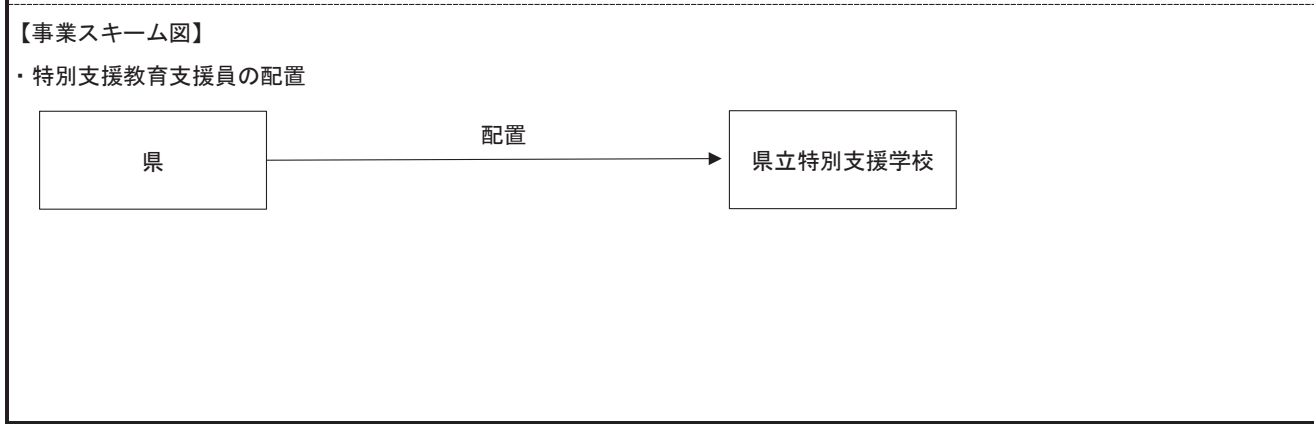 【事業スキーム図】
・特別支援教育支援員の配置
配置
県
県立特別支援学校